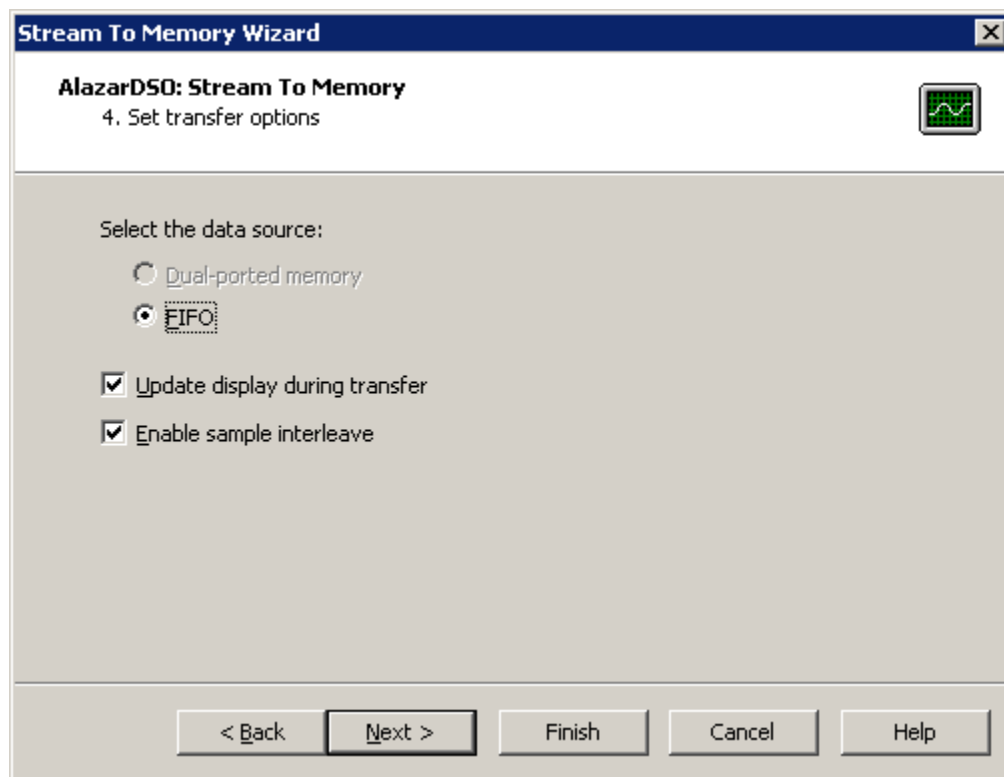 Stream To Memory Wizard
AlazarDSO: Stream To Memory
4. Set transfer options
Select the data source:
Dual-ported memory
FIFO
Update display during transfer
Enable sample interleave
< Back Next > Finish Cancel Help